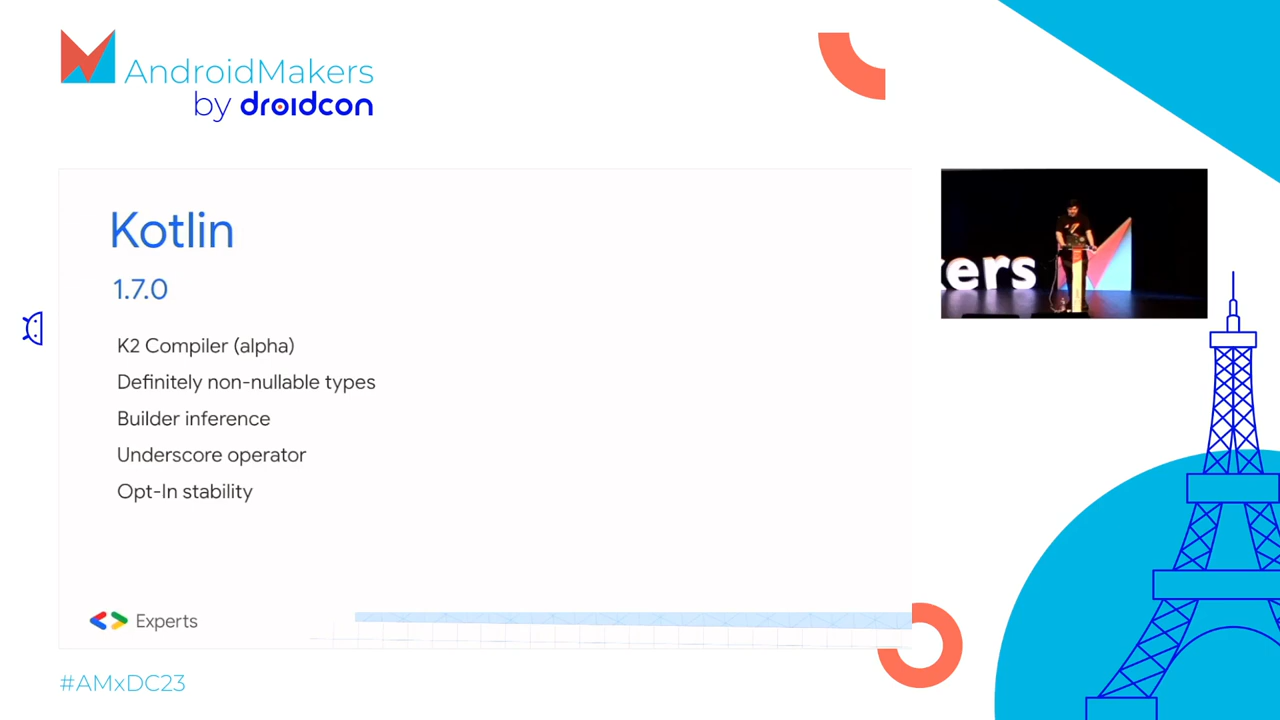 AndroidMakers
by droidcon
Kotlin
1.7.0
K2 Compiler (alpha)
Definitely non-nullable types
Builder inference
Underscore operator
Opt-In stability
Experts
#AMxDC23
kers